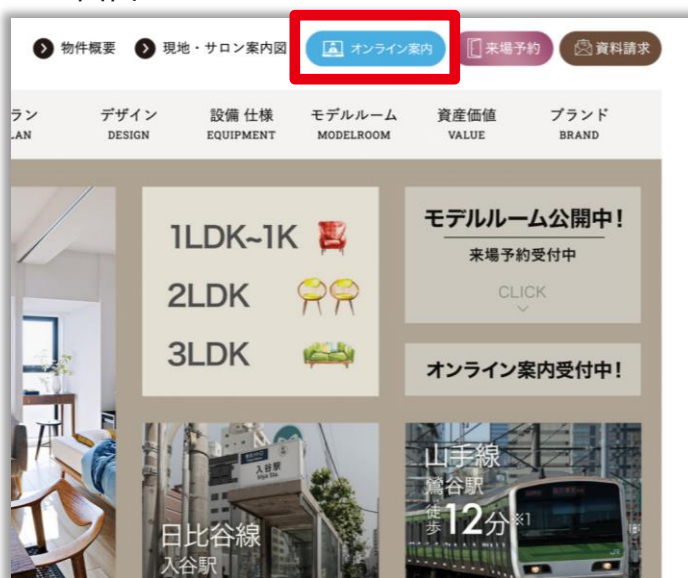 物件概要
現地・サロン案内図
オンライン案内
来場予約
資料請求
ラン
LAN
デザイン
DESIGN
設備 仕様
EQUIPMENT
モデルルーム
MODELROOM
資産価値
VALUE
ブランド
BRAND
1LDK~1K
2LDK
3LDK
モデルルーム公開中!
来場予約受付中
CLICK
オンライン案内受付中!
入谷駅
日比谷線
入谷駅
山手線
鶯谷駅
徒歩12分※1
JR